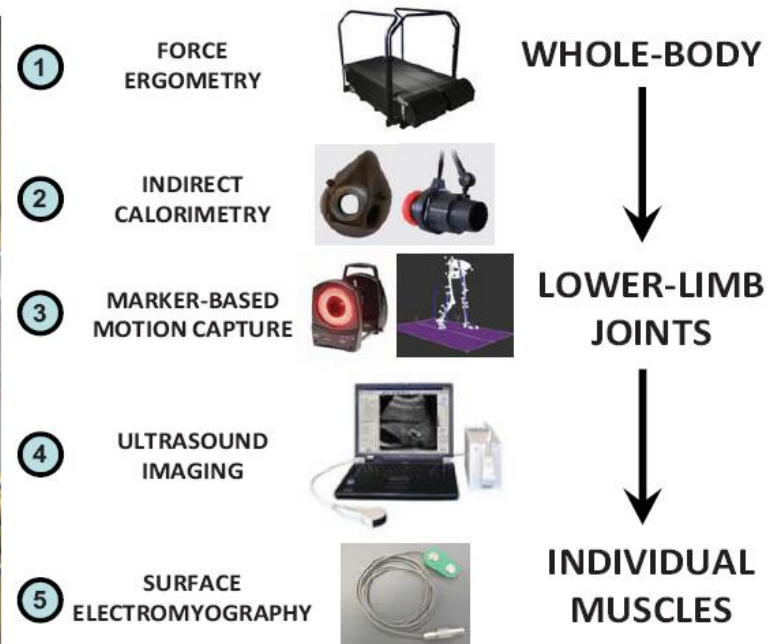 1
FORCE
ERGOMETRY
WHOLE-BODY
2
INDIRECT
CALORIMETRY
3
MARKER-BASED
MOTION CAPTURE
LOWER-LIMB
JOINTS
4
ULTRASOUND
IMAGING
5
SURFACE
ELECTROMYOGRAPHY
INDIVIDUAL
MUSCLES